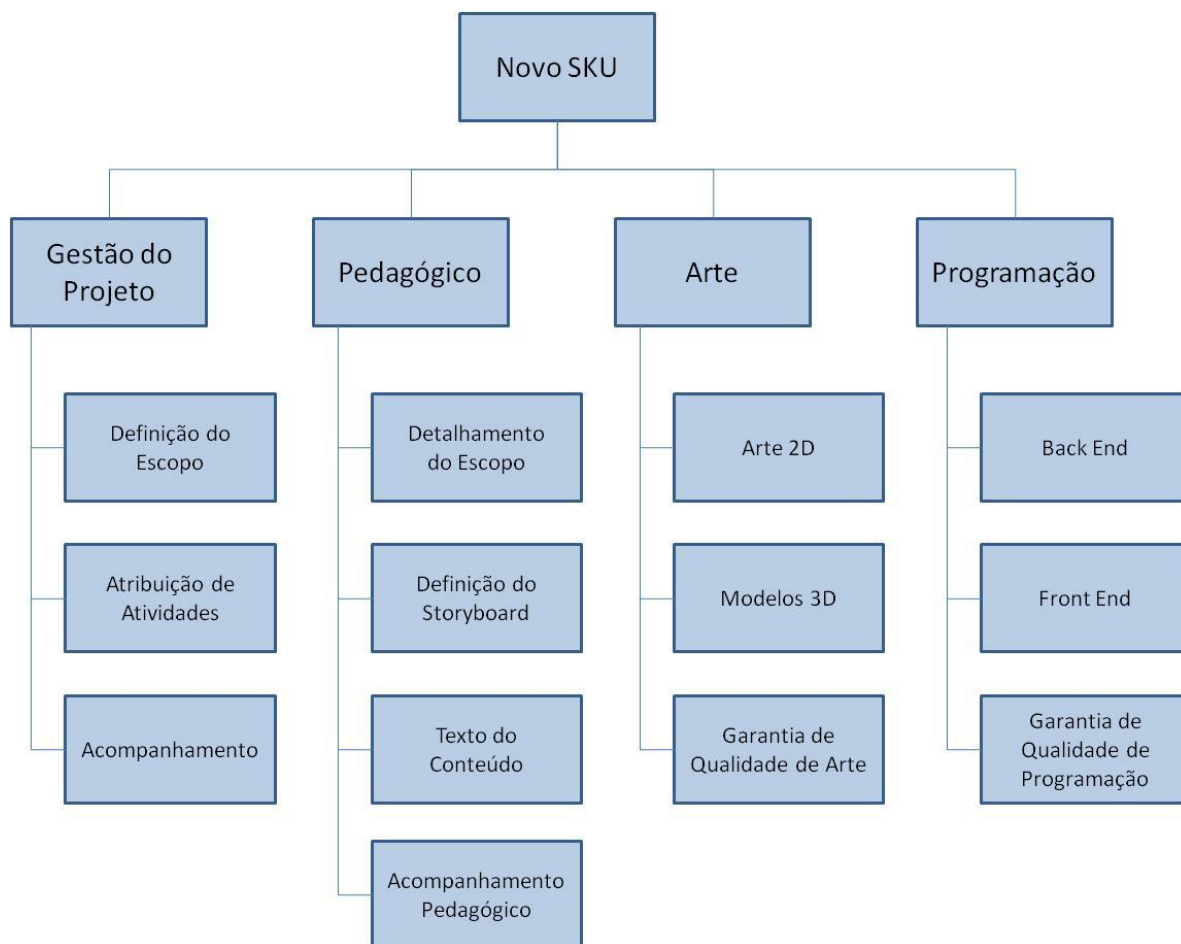 Novo SKU
Gestão do
Projeto
Pedagógico
Arte
Programação
Definição do
Escopo
Detalhamento
do Escopo
Arte 2D
Back End
Atribuição de
Atividades
Definição do
Storyboard
Modelos 3D
Front End
Acompanhamento
Texto do
Conteúdo
Garantia de
Qualidade de Arte
Garantia de
Qualidade de
Programação
Acompanhamento
Pedagógico